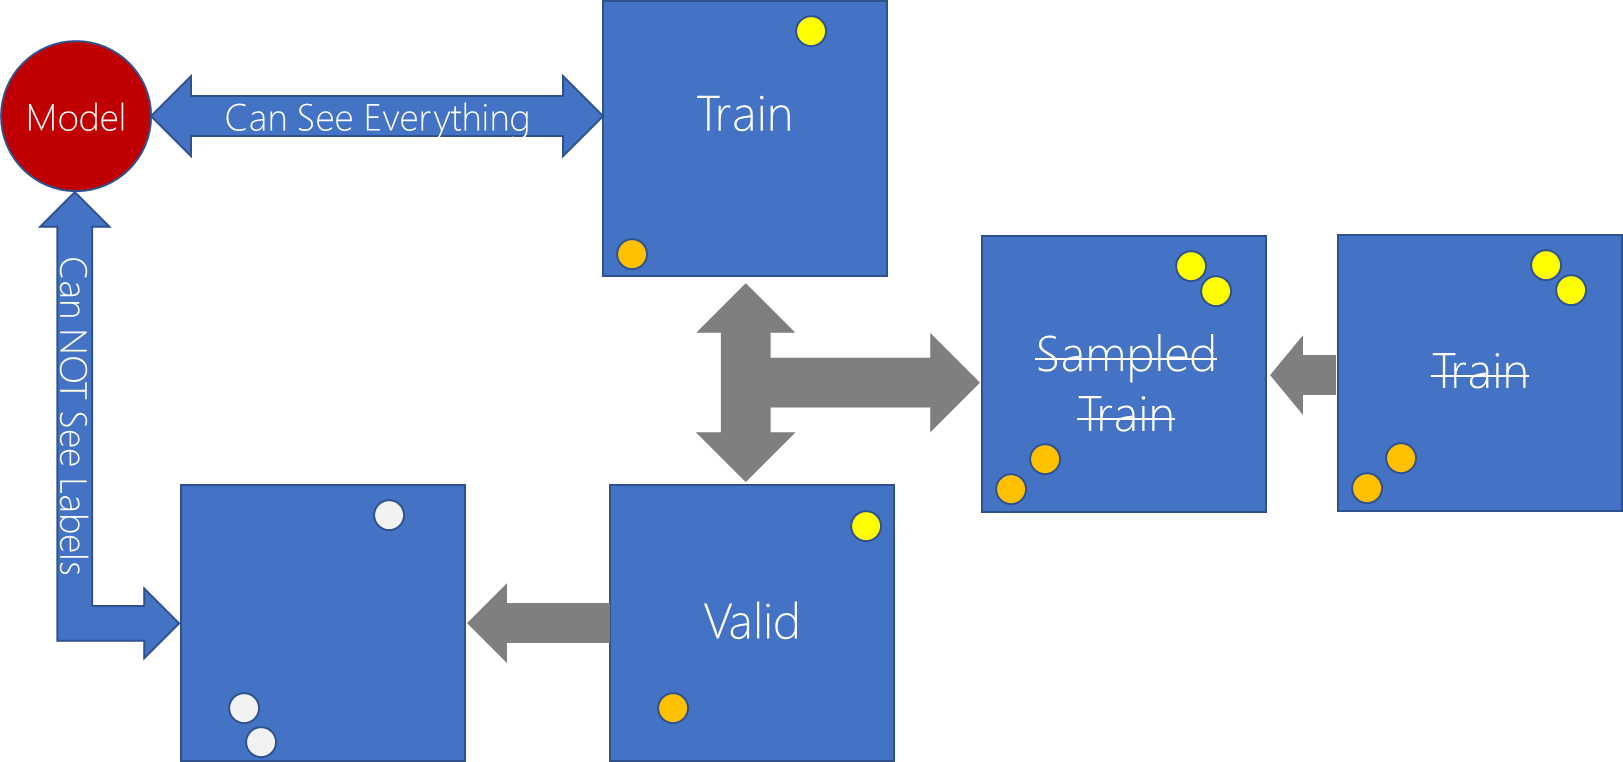 Model
Can See Everything
Train
Can NOT See Labels
Sampled
Train
Train
Valid